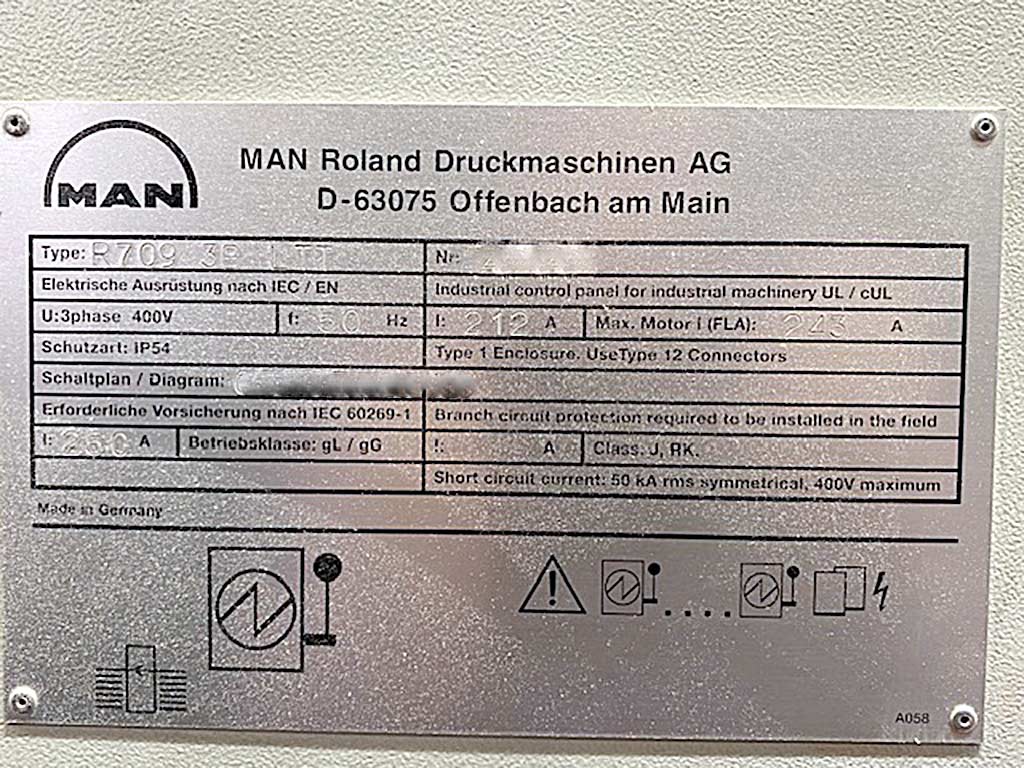 MAN
MAN Roland Druckmaschinen AG
D-63075 Offenbach am Main
Type: R709 3B LTT
Nr:
Elektrische Ausrüstung nach IEC / EN
Industrial control panel for industrial machinery UL / cUL
U:3phase 400V f: 50 Hz
I: 212 A Max. Motor I (FLA): 243 A
Schutzart: IP54
Type 1 Enclosure. UseType 12 Connectors
Schaltplan / Diagram:
Erforderliche Vorsicherung nach IEC 60269-1
Branch circuit protection required to be installed in the field
I: 250 A Betriebsklasse: gL / gG
I: A Class: J, RK.
Short circuit current: 50 kA rms symmetrical, 400V maximum
Made in Germany
A058